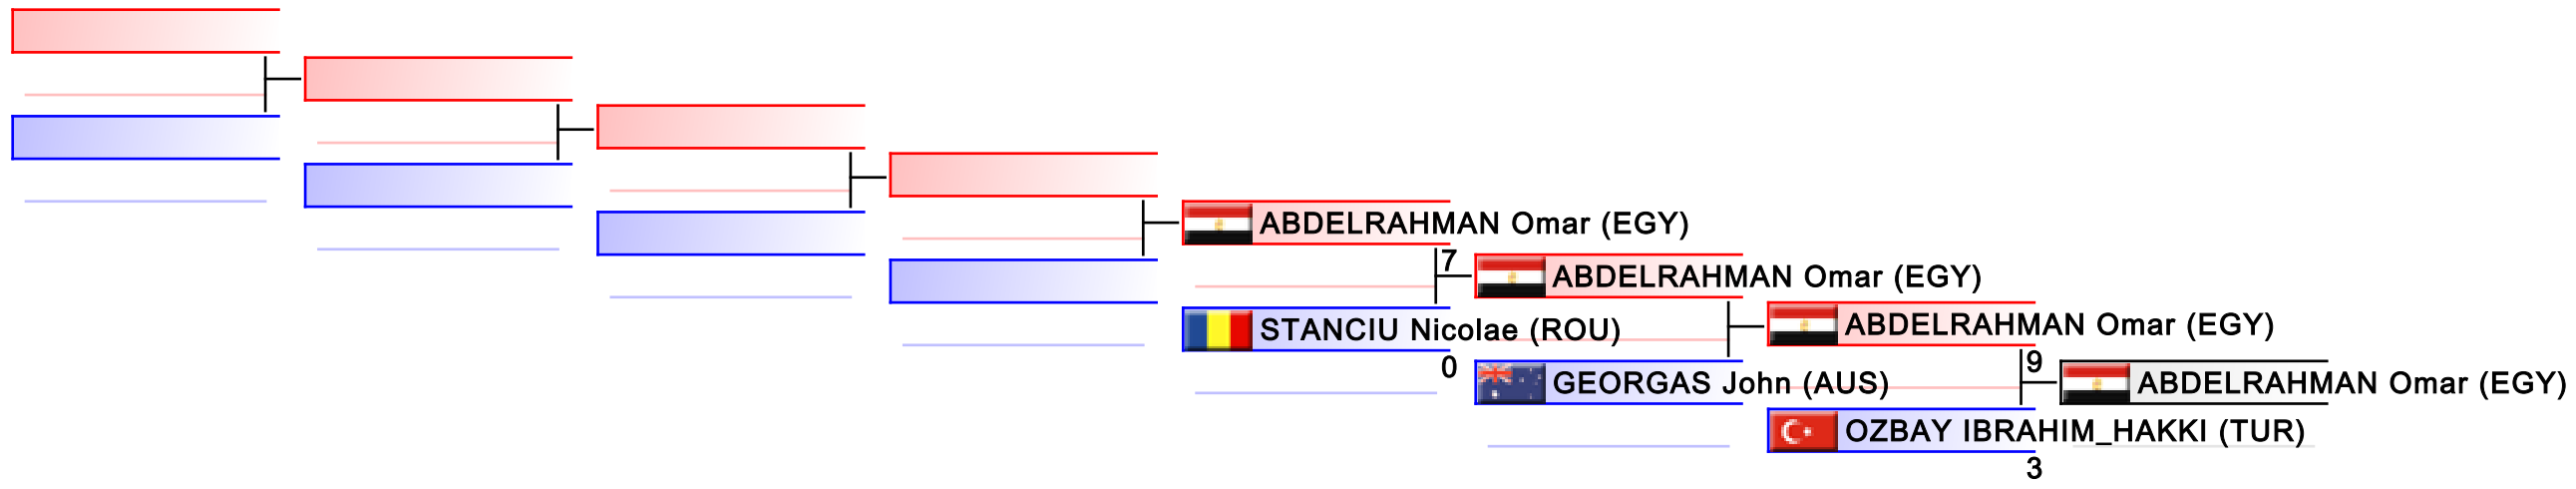 ABDELRAHMAN Omar (EGY)
7
ABDELRAHMAN Omar (EGY)
STANCIU Nicolae (ROU)
0
ABDELRAHMAN Omar (EGY)
9
GEORGAS John (AUS)
ABDELRAHMAN Omar (EGY)
OZBAY IBRAHIM_HAKKI (TUR)
3